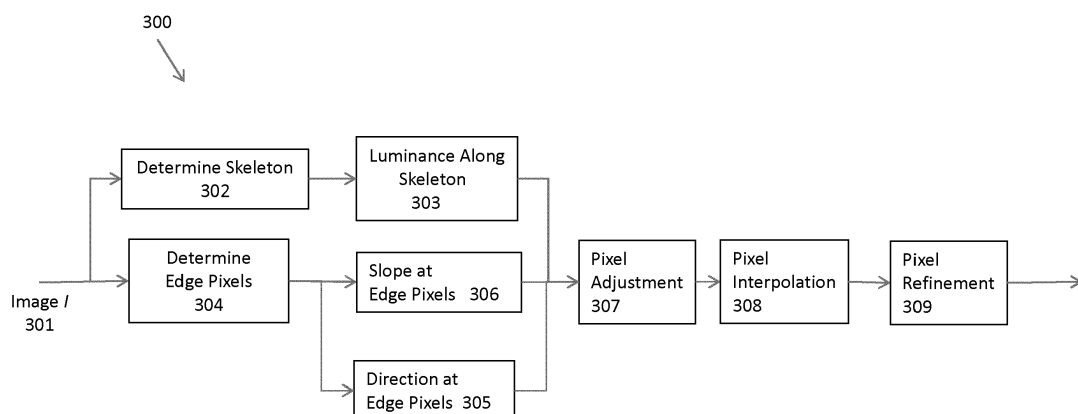 300
Determine Skeleton
302
Luminance Along
Skeleton
303
Image I
301
Determine
Edge Pixels
304
Slope at
Edge Pixels 306
Direction at
Edge Pixels 305
Pixel
Adjustment
307
Pixel
Interpolation
308
Pixel
Refinement
309